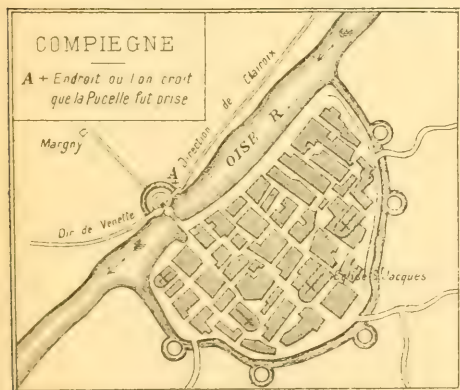 COMPIEGNE
A + Endroit ou l'on croit
que la Pucelle fut prise
Margny
A
Direction de Clairoix
OISE R.
Dir de Venette
Eglise S. Jacques